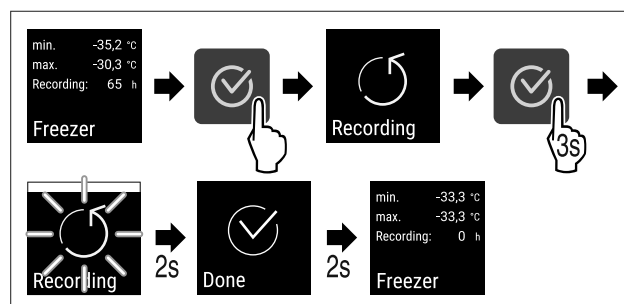 min. -35,2 °C
max. -30,3 °C
Recording: 65 h
Freezer
Recording
3s
Recording
2s
Done
2s
min. -33,3 °C
max. -33,3 °C
Recording: 0 h
Freezer